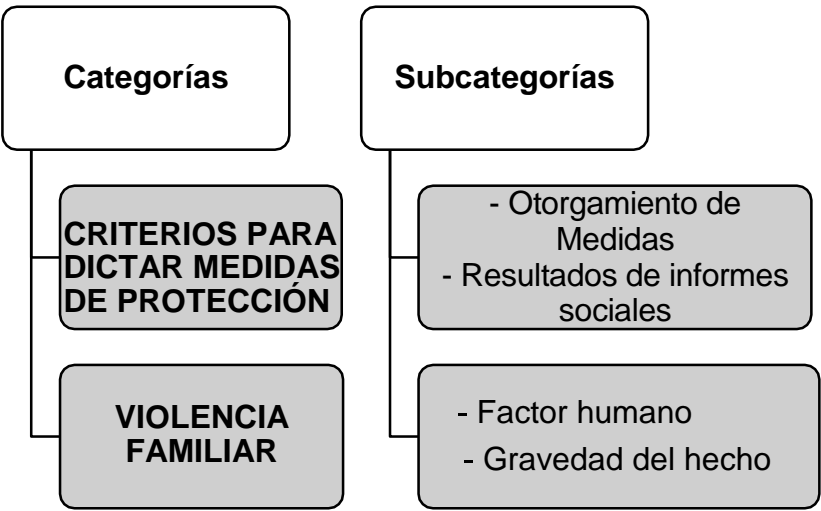 Categorías
Subcategorías
CRITERIOS PARA
DICTAR MEDIDAS
DE PROTECCIÓN
- Otorgamiento de
Medidas
- Resultados de informes
sociales
VIOLENCIA
FAMILIAR
- Factor humano
- Gravedad del hecho